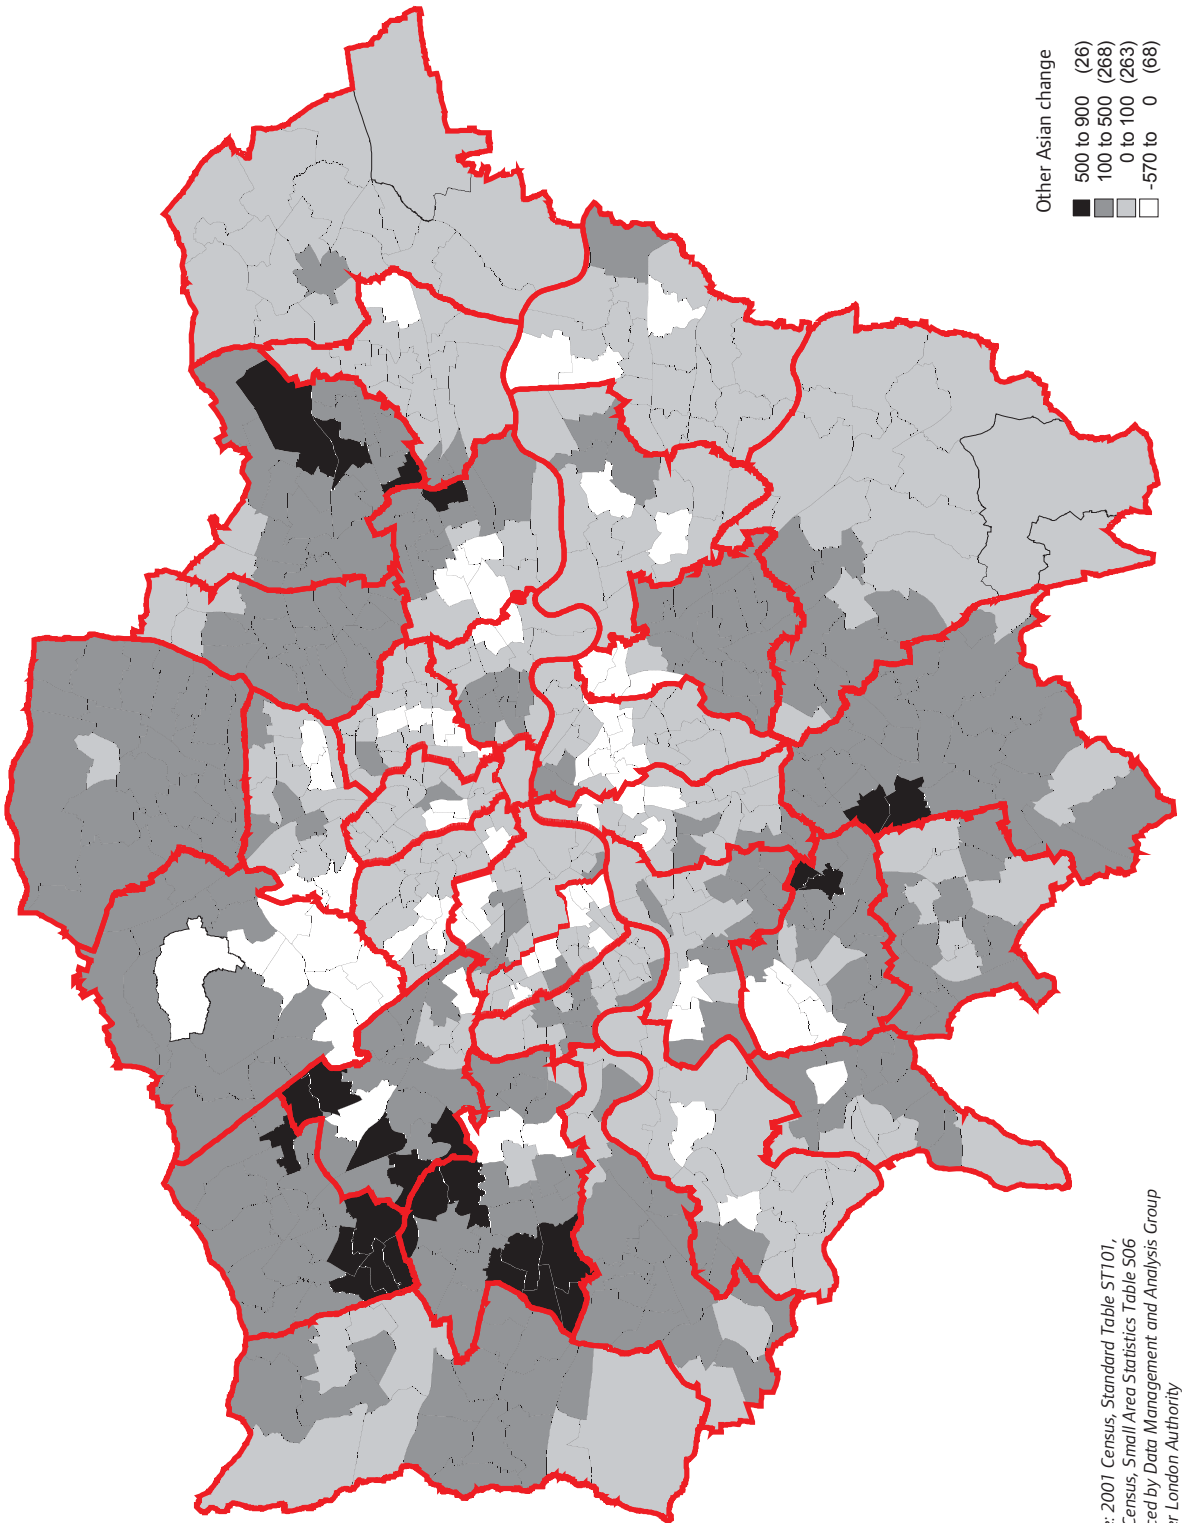 Other Asian change
500 to 900 (26)
100 to 500 (268)
0 to 100 (263)
-570 to 0 (68)
2001 Census, Standard Table ST101,
Census, Small Area Statistics Table S06
by Data Management and Analysis Group
London Authority